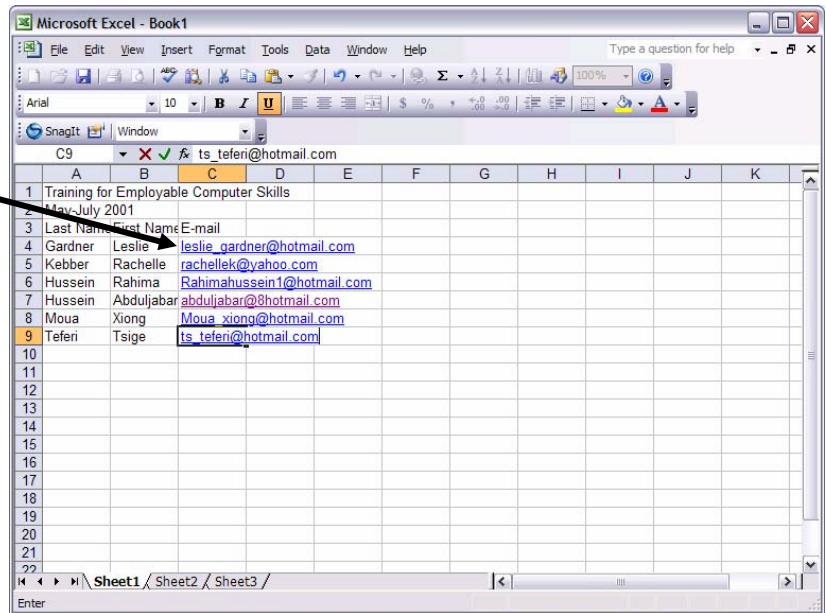 Microsoft Excel - Book1
File Edit View Insert Format Tools Data Window Help Type a question for help
100%
Arial 10 B I U $ % ,
SnagIt Window
C9 fx ts_teferi@hotmail.com
A B C D E F G H I J K
1 Training for Employable Computer Skills
2 May-July 2001
3 Last Name First Name E-mail
4 Gardner Leslie leslie_gardner@hotmail.com
5 Kebber Rachelle rachellek@yahoo.com
6 Hussein Rahima Rahimahussein1@hotmail.com
7 Hussein Abduljabar abduljabar@8hotmail.com
8 Moua Xiong Moua_xiong@hotmail.com
9 Teferi Tsige ts_teferi@hotmail.com
10
11
12
13
14
15
16
17
18
19
20
21
22
Sheet1 Sheet2 Sheet3
Enter